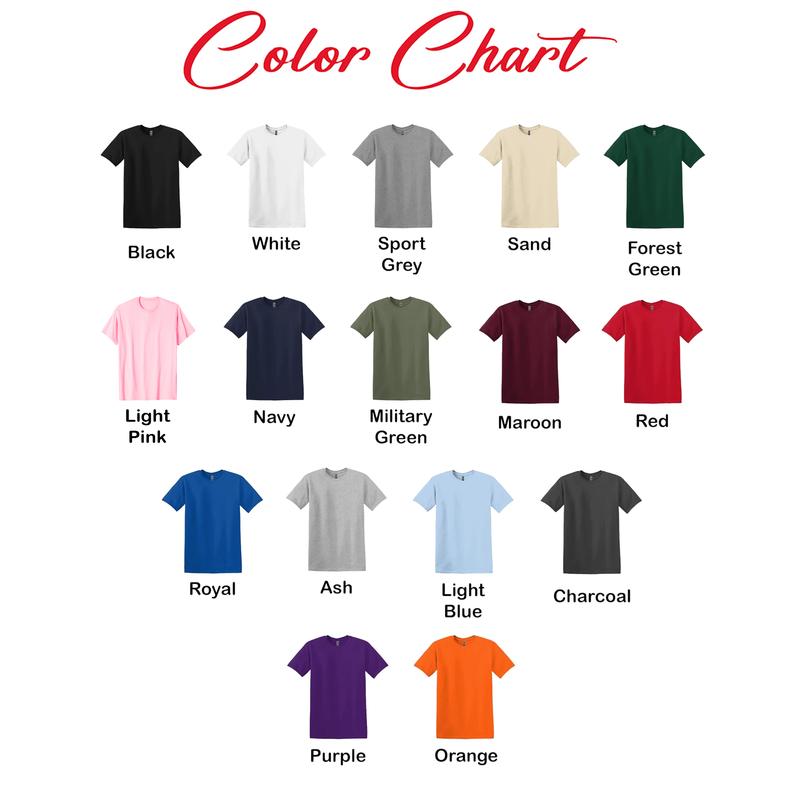 Color Chart
Black
White
Sport
Grey
Sand
Forest
Green
Light
Pink
Navy
Military
Green
Maroon
Red
Royal
Ash
Light
Blue
Charcoal
Purple
Orange